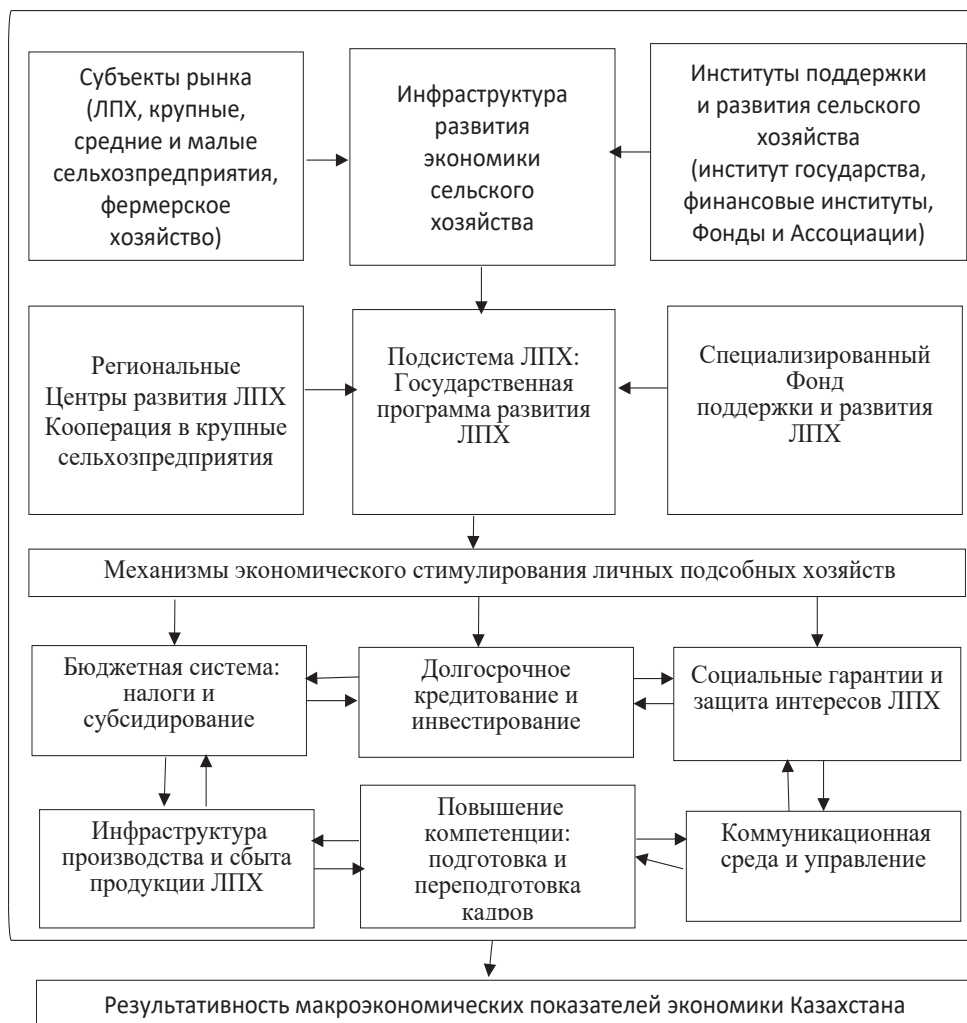 Субъекты рынка
(ЛПХ, крупные,
средние и малые
сельхозпредприятия,
фермерское
хозяйство)
Инфраструктура
развития
экономики
сельского
хозяйства
Институты поддержки
и развития сельского
хозяйства
(институт государства,
финансовые институты,
Фонды и Ассоциации)
Региональные
Центры развития ЛПХ
Кооперация в крупные
сельхозпредприятия
Подсистема ЛПХ:
Государственная
программа развития
ЛПХ
Специализированный
Фонд
поддержки и развития
ЛПХ
Механизмы экономического стимулирования личных подсобных хозяйств
Бюджетная система:
налоги и
субсидирование
Долгосрочное
кредитование и
инвестирование
Социальные гарантии и
защита интересов ЛПХ
Инфраструктура
производства и сбыта
продукции ЛПХ
Повышение
компетенции:
подготовка и
переподготовка
кадров
Коммуникационная
среда и управление
Результативность макроэкономических показателей экономики Казахстана